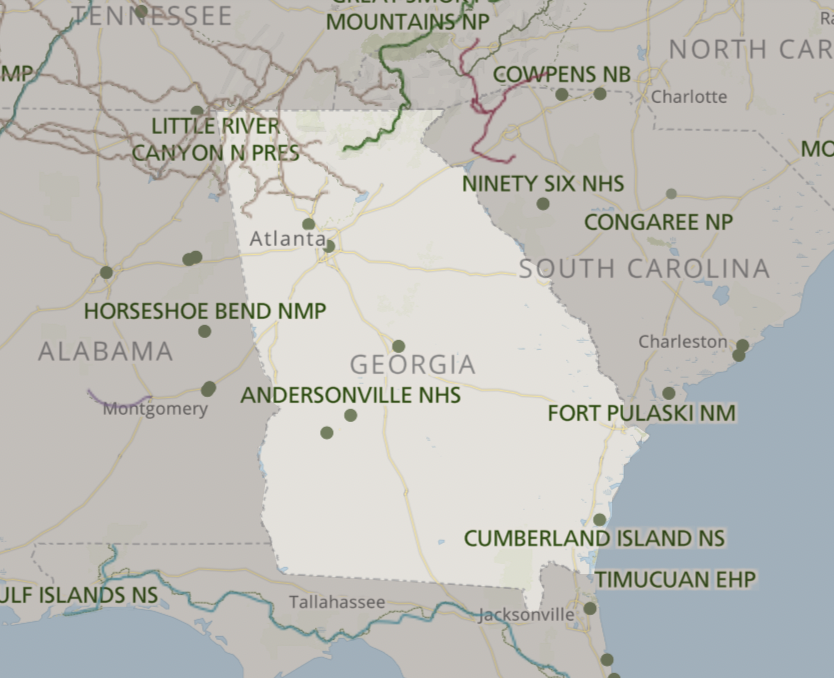 GREAT SMOKY
TENNESSEE
MOUNTAINS NP
NORTH CAR
MP
COWPENS NB
Charlotte
LITTLE RIVER
CANYON N PRES
MO
NINETY SIX NHS
CONGAREE NP
Atlanta
SOUTH CAROLINA
HORSESHOE BEND NMP
Charleston
ALABAMA
GEORGIA
ANDERSONVILLE NHS
Montgomery
FORT PULASKI NM
CUMBERLAND ISLAND NS
TIMUCUAN EHP
ULF ISLANDS NS
Tallahassee
Jacksonville